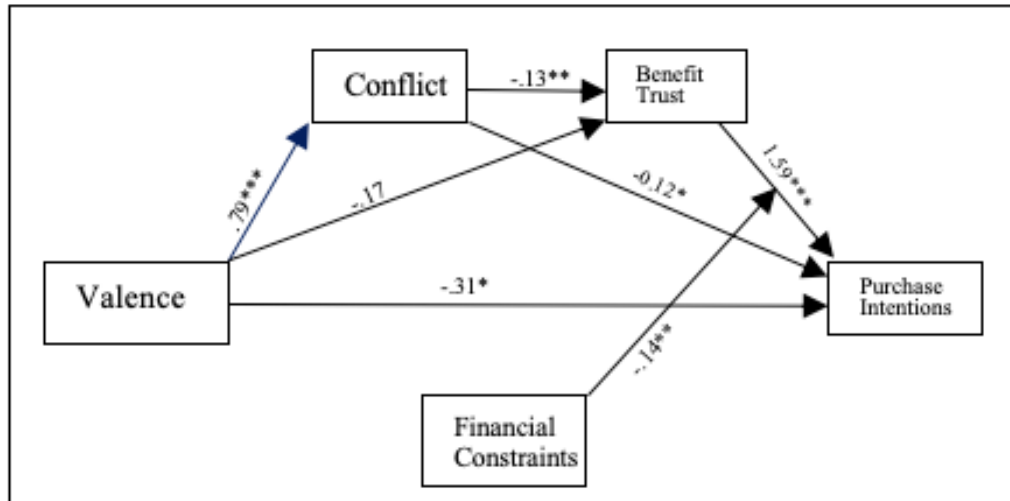 Conflict
-.13**
Benefit
Trust
.79***
-.17
-0.12*
1.59***
Valence
-.31*
Purchase
Intentions
-.14**
Financial
Constraints